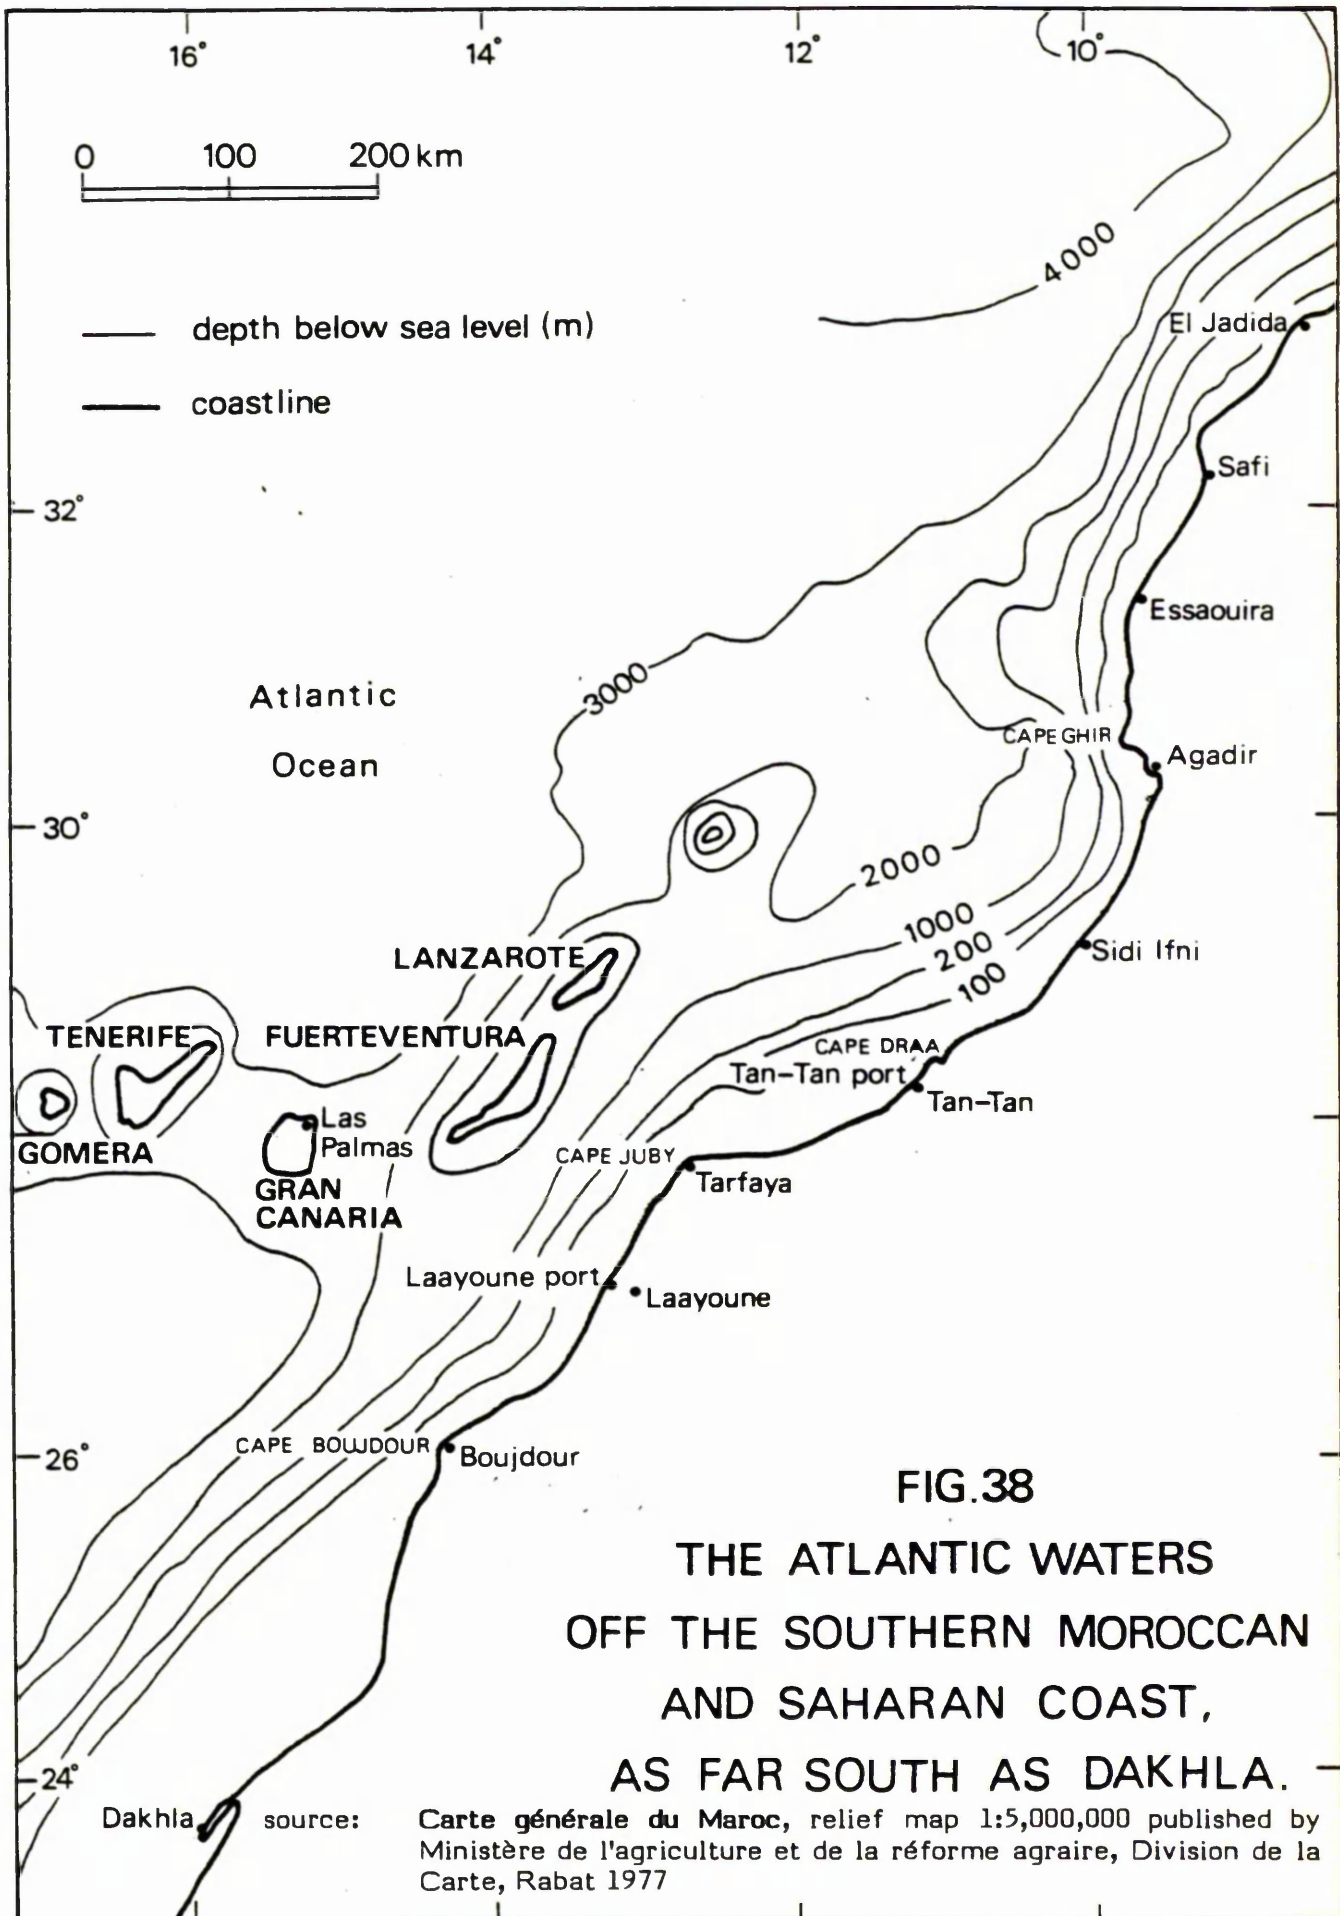 16°
14°
12°
10°
0 100 200 km
4000
depth below sea level (m)
El Jadida
coastline
Safi
32°
Essaouira
3000
Atlantic
Ocean
CAPE GHIR
Agadir
30°
2000
1000
200
100
Sidi Ifni
LANZAROTE
TENERIFE
FUERTEVENTURA
CAPE DRAA
Tan-Tan port
Tan-Tan
Las
Palmas
GOMERA
CAPE JUBY
Tarfaya
GRAN
CANARIA
Laayoune port
Laayoune
CAPE BOUJDOUR
Boujdour
26°
FIG.38
THE ATLANTIC WATERS
OFF THE SOUTHERN MOROCCAN
AND SAHARAN COAST,
AS FAR SOUTH AS DAKHLA.
24°
Dakhla
source: Carte générale du Maroc, relief map 1:5,000,000 published by
Ministère de l'agriculture et de la réforme agraire, Division de la
Carte, Rabat 1977